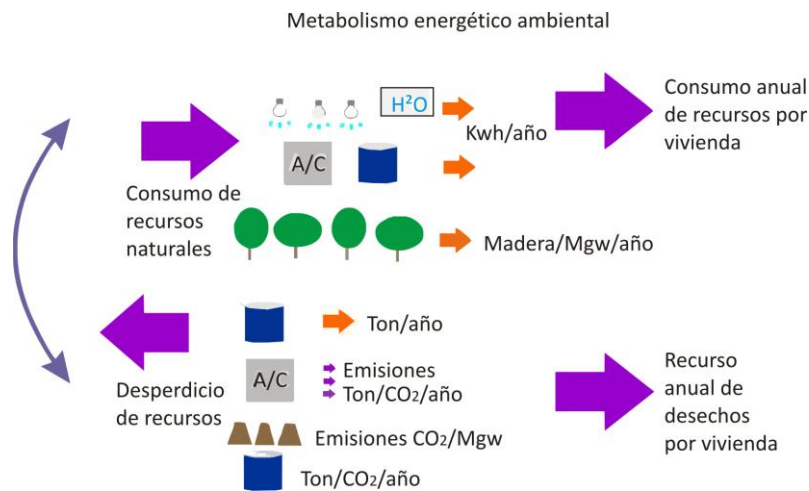 Metabolismo energético ambiental
H²O
Kwh/año
A/C
Consumo de
recursos
naturales
Madera/Mgw/año
Consumo anual
de recursos por
vivienda
Ton/año
A/C
Emisiones
Ton/CO₂/año
Desperdicio
de recursos
Emisiones CO₂/Mgw
Ton/CO₂/año
Recurso
anual de
desechos
por vivienda